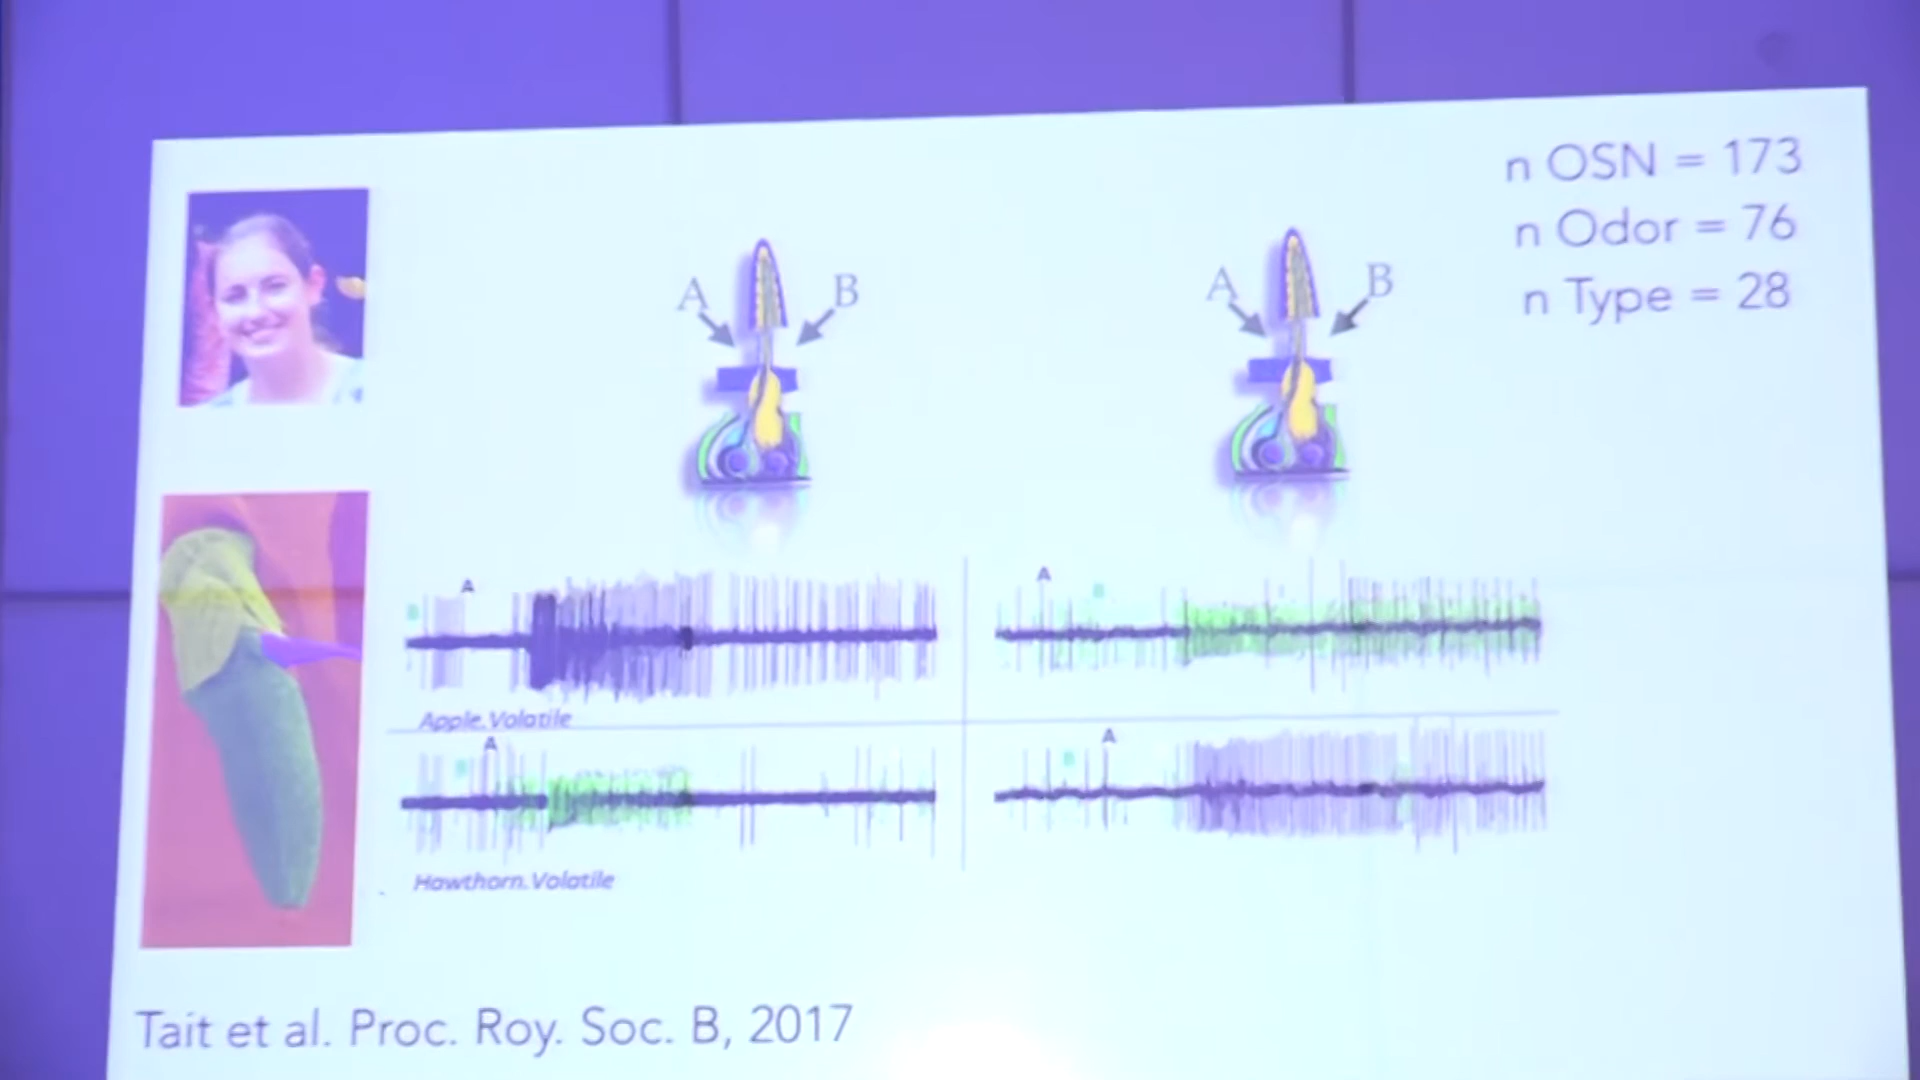 n OSN = 173
n Odor = 76
n Type = 28
A B
A B
A
A
Apple.Volatile
A
A
Hawthorn.Volatile
Tait et al. Proc. Roy. Soc. B, 2017